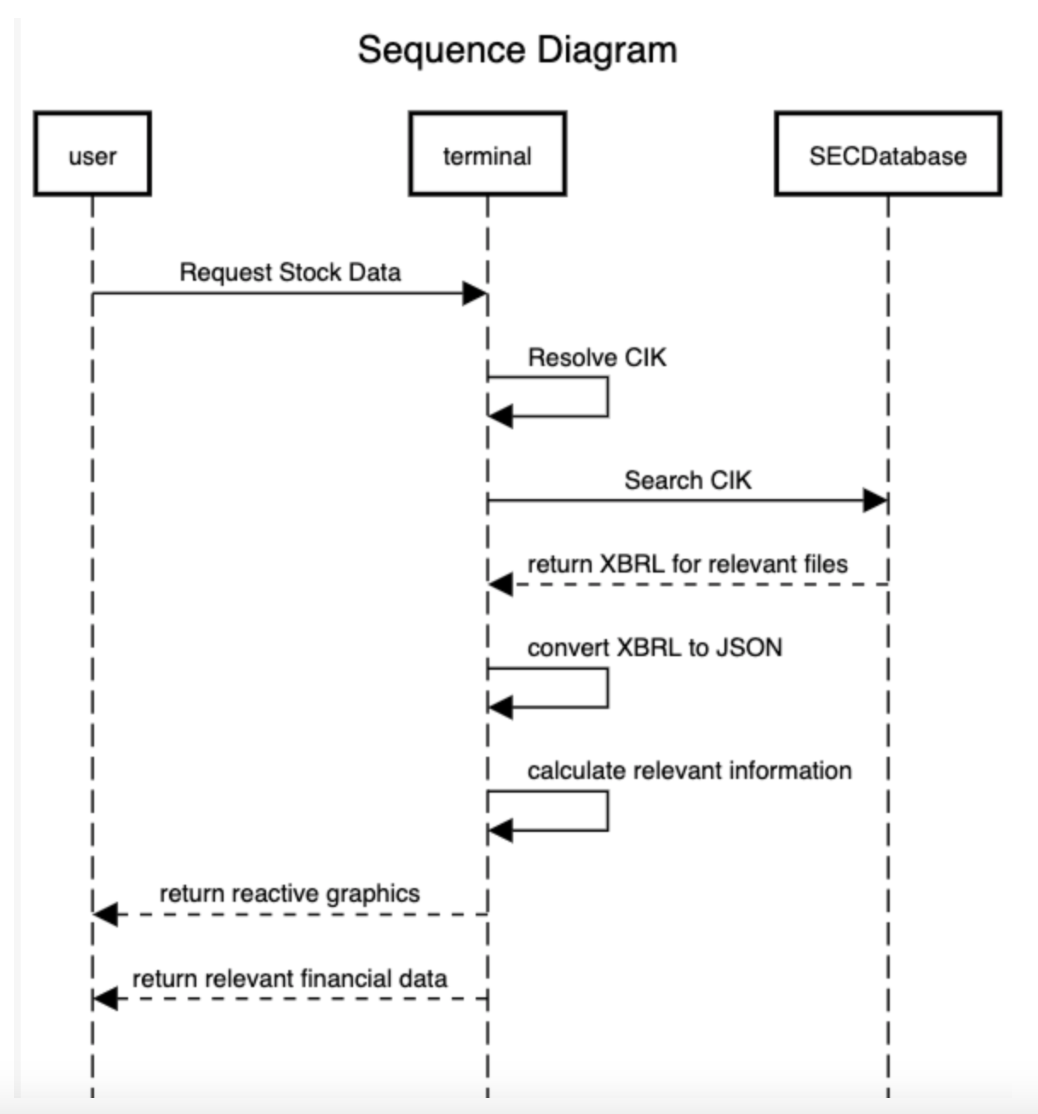 Sequence Diagram
user
terminal
SECDatabase
Request Stock Data
Resolve CIK
Search CIK
return XBRL for relevant files
convert XBRL to JSON
calculate relevant information
return reactive graphics
return relevant financial data